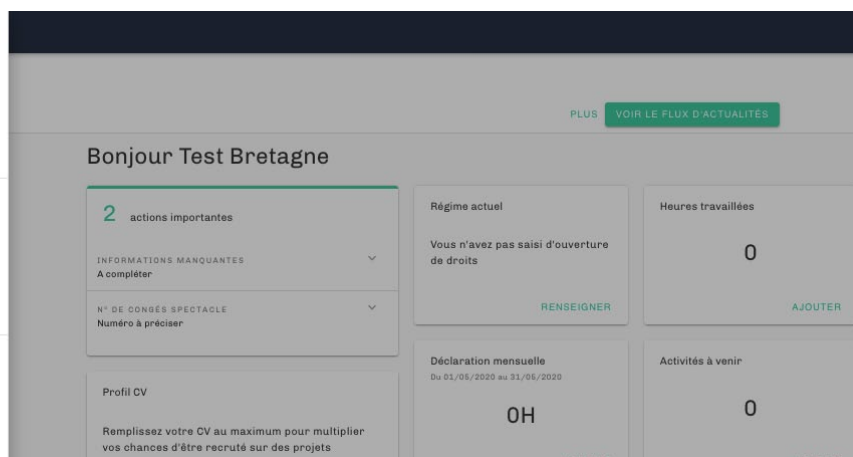 PLUS
VOIR LE FLUX D'ACTUALITÉS
Bonjour Test Bretagne
2 actions importantes
INFORMATIONS MANQUANTES
A compléter
N° DE CONGÉS SPECTACLE
Numéro à préciser
Profil CV
Remplissez votre CV au maximum pour multiplier
vos chances d'être recruté sur des projets
Régime actuel
Vous n'avez pas saisi d'ouverture
de droits
RENSEIGNER
Heures travaillées
0
AJOUTER
Déclaration mensuelle
Du 01/05/2020 au 31/05/2020
0H
Activités à venir
0